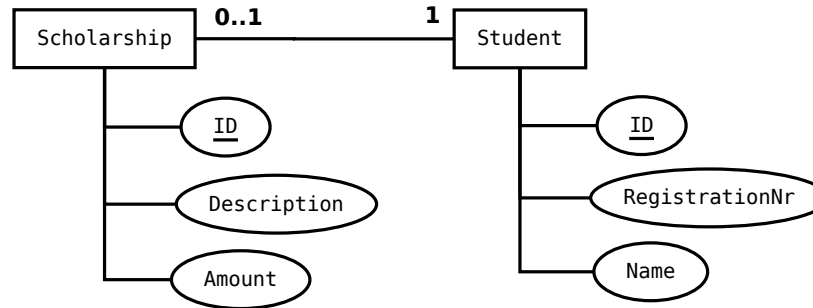 Scholarship
0..1
1
Student
ID
Description
Amount
ID
RegistrationNr
Name